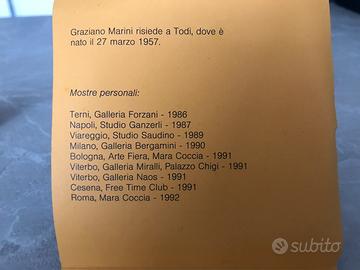 Graziano Marini risiede a Todi, dove è
nato il 27 marzo 1957.
Mostre personali:
Terni, Galleria Forzani - 1986
Napoli, Studio Ganzerli - 1987
Viareggio, Studio Saudino - 1989
Milano, Galleria Bergamini - 1990
Bologna, Arte Fiera, Mara Coccia - 1991
Viterbo, Galleria Miralli, Palazzo Chigi - 1991
Viterbo, Galleria Naos - 1991
Cesena, Free Time Club - 1991
Roma, Mara Coccia - 1992
subito